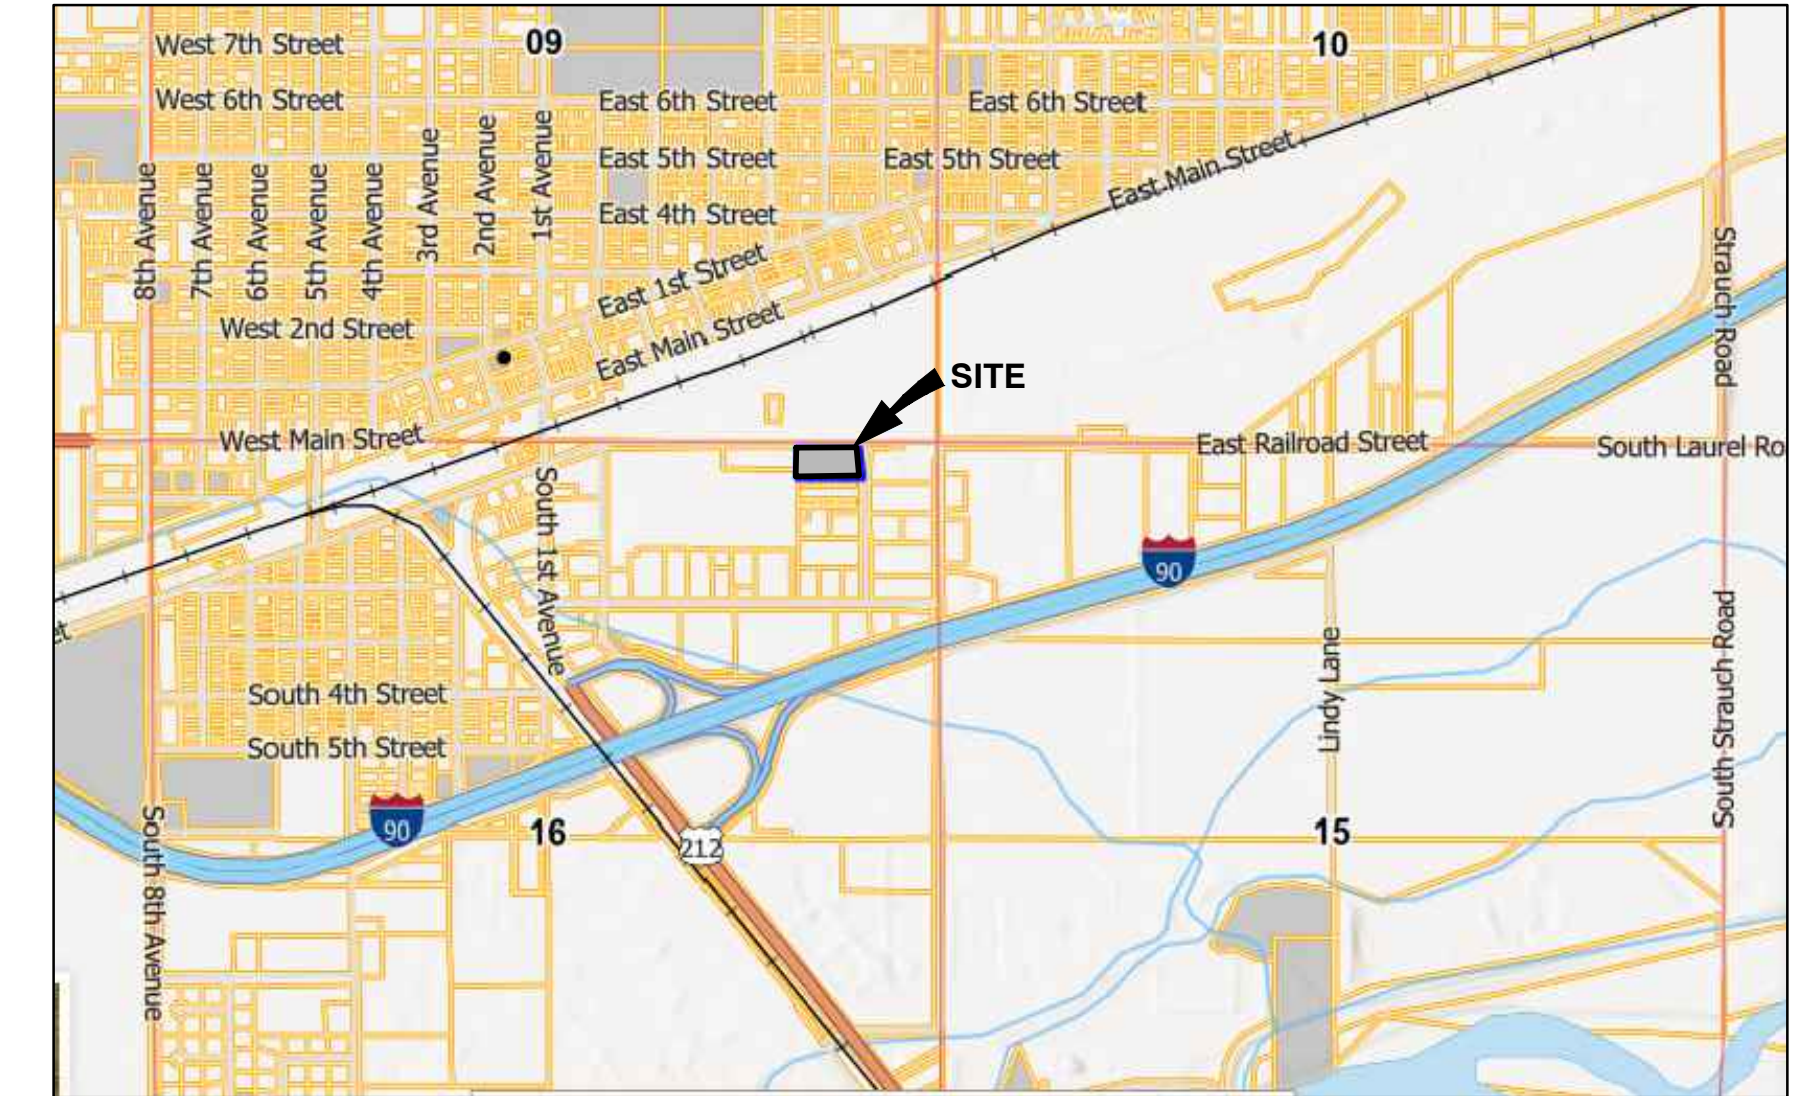 West 7th Street
09
10
West 6th Street
East 6th Street
East 6th Street
East 5th Street
East 5th Street
East 4th Street
8th Avenue
7th Avenue
6th Avenue
5th Avenue
4th Avenue
3rd Avenue
2nd Avenue
1st Avenue
East Main Street
East 1st Street
West 2nd Street
East Main Street
Strauch Road
SITE
West Main Street
East Railroad Street
South Laurel Ro
South 1st Avenue
90
et
Lindy Lane
South Strauch Road
South 4th Street
South 5th Street
90
16
212
15
South 8th Avenue